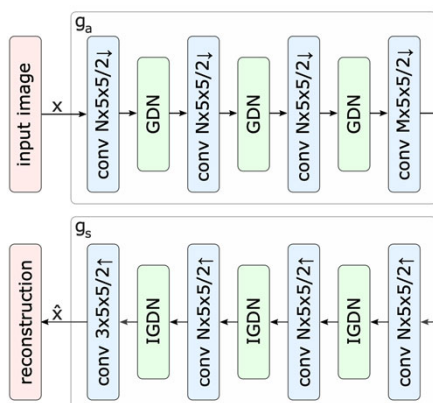 g_a
input image
x
conv Nx5x5/2↓
GDN
conv Nx5x5/2↓
GDN
conv Nx5x5/2↓
GDN
conv Mx5x5/2↓
g_s
reconstruction
x̂
conv 3x5x5/2↑
IGDN
conv Nx5x5/2↑
IGDN
conv Nx5x5/2↑
IGDN
conv Nx5x5/2↑